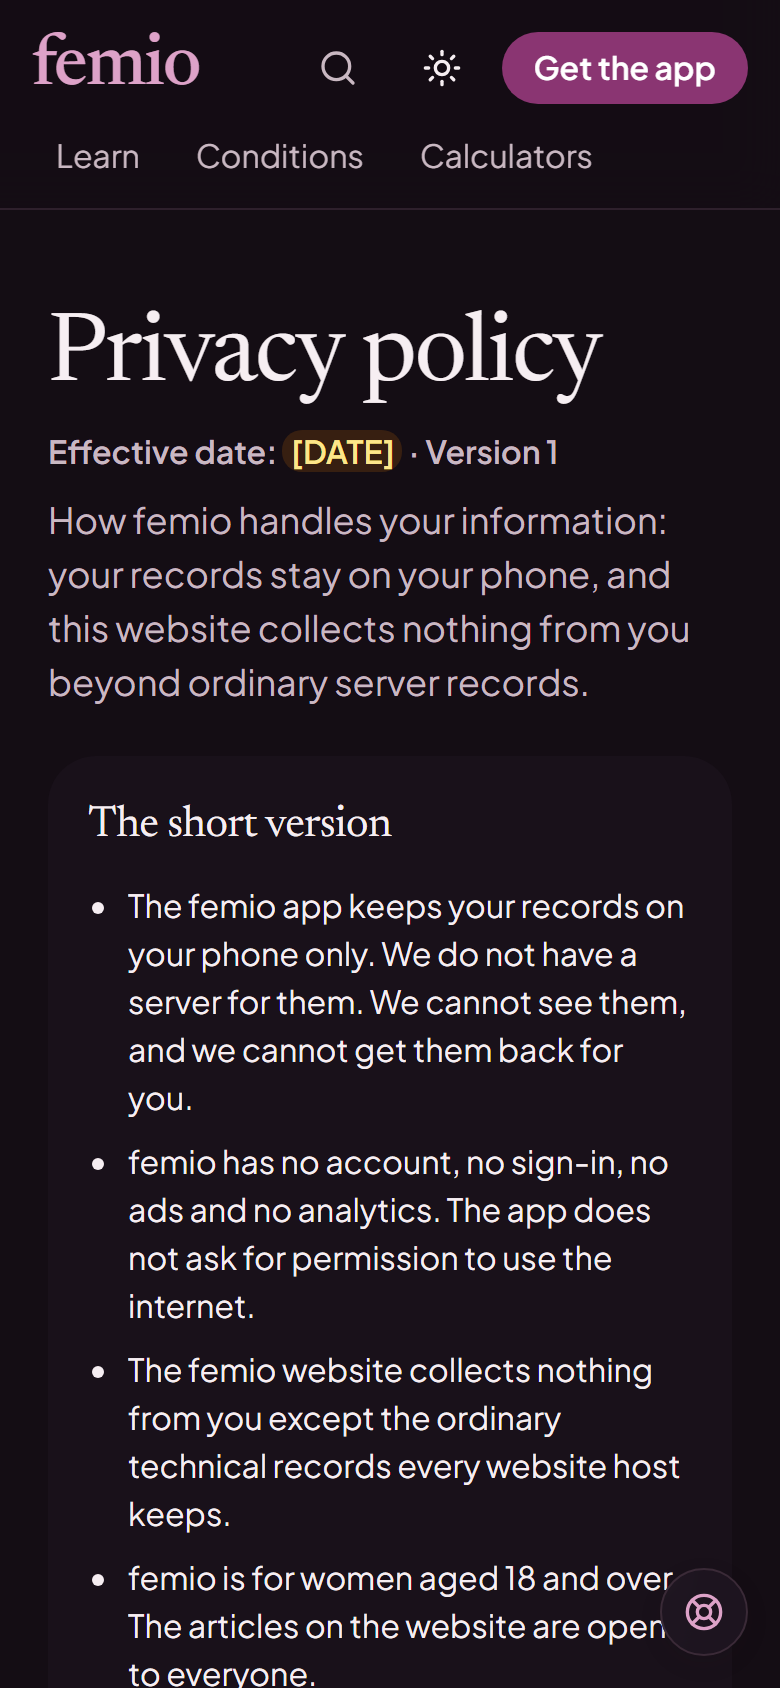 femio
Get the app
Learn Conditions Calculators
Privacy policy
Effective date: [DATE] · Version 1
How femio handles your information:
your records stay on your phone, and
this website collects nothing from you
beyond ordinary server records.
The short version
• The femio app keeps your records on
your phone only. We do not have a
server for them. We cannot see them,
and we cannot get them back for
you.
• femio has no account, no sign-in, no
ads and no analytics. The app does
not ask for permission to use the
internet.
• The femio website collects nothing
from you except the ordinary
technical records every website host
keeps.
• femio is for women aged 18 and over.
The articles on the website are open
to everyone.